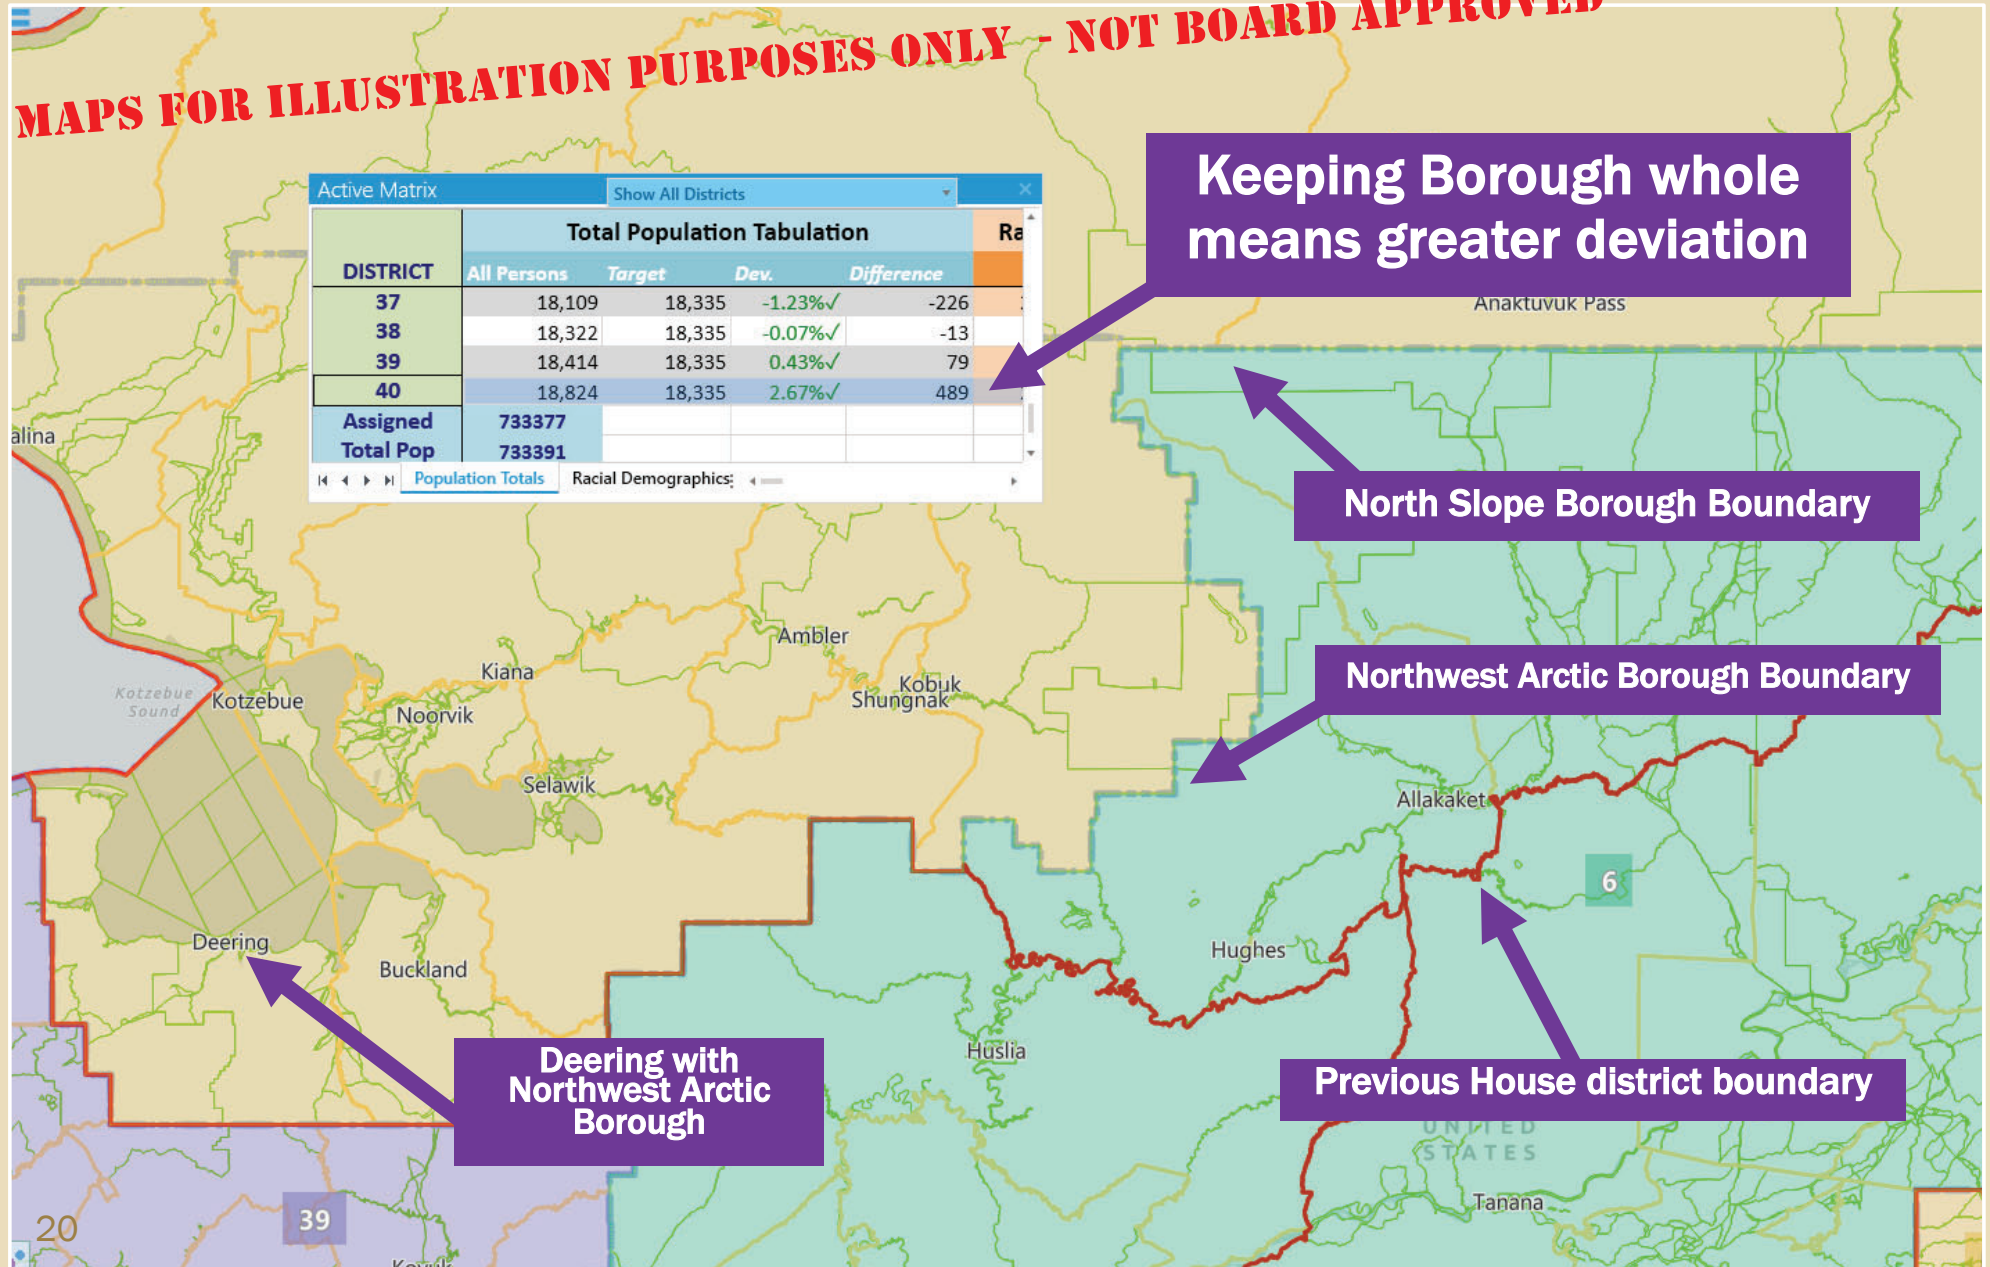 MAPS FOR ILLUSTRATION PURPOSES ONLY - NOT BOARD APPROVED
Keeping Borough whole
means greater deviation
Active Matrix
Show All Districts
Total Population Tabulation
Ra
DISTRICT All Persons Target Dev. Difference
37 18,109 18,335 -1.23%✓ -226
38 18,322 18,335 -0.07%✓ -13
39 18,414 18,335 0.43%✓ 79
40 18,824 18,335 2.67%✓ 489
Assigned 733377
Total Pop 733391
Population Totals Racial Demographics
Anaktuvuk Pass
alina
North Slope Borough Boundary
Ambler
Kiana
Northwest Arctic Borough Boundary
Kobuk
Shungnak
Kotzebue
Sound
Kotzebue
Noorvik
Selawik
Allakaket
6
Deering
Buckland
Hughes
Huslia
Deering with
Northwest Arctic
Borough
Previous House district boundary
UNITED
STATES
Tanana
39
20
Koyuk